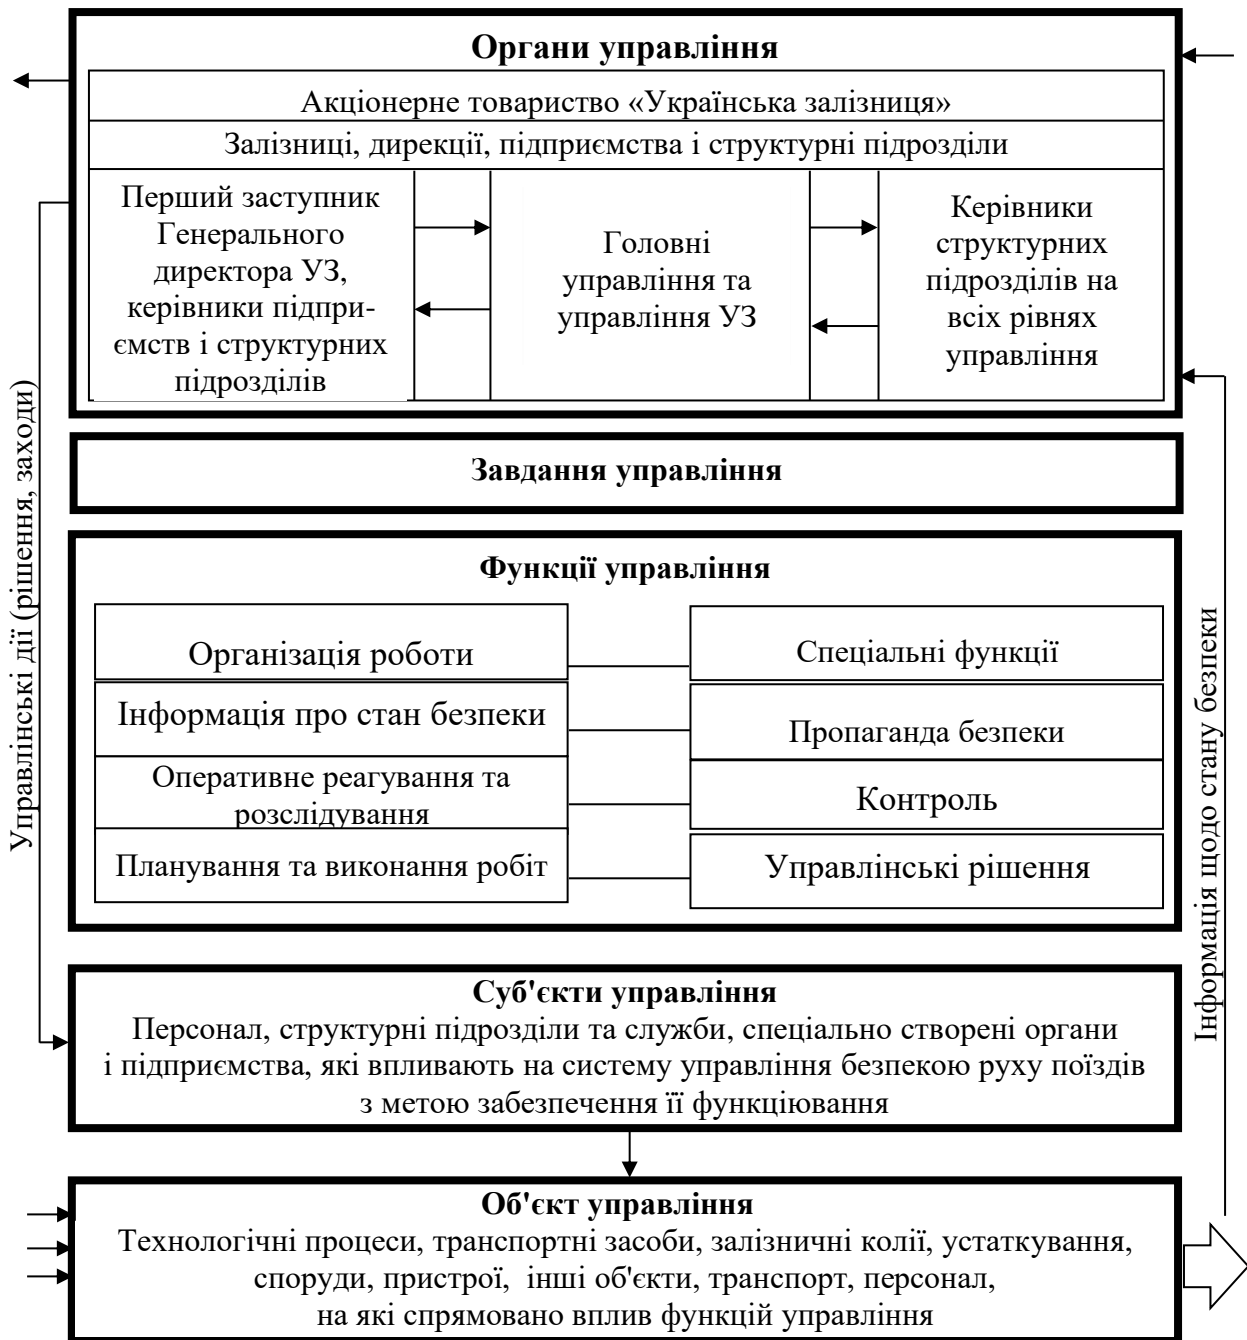 Органи управління
Акціонерне товариство «Українська залізниця»
Залізниці, дирекції, підприємства і структурні підрозділи
Перший заступник
Генерального
директора УЗ,
керівники підпри-
ємств і структурних
підрозділів
Головні
управління та
управління УЗ
Керівники
структурних
підрозділів на
всіх рівнях
управління
Управлінські дії (рішення, заходи)
Завдання управління
Функції управління
Організація роботи
Спеціальні функції
Інформація про стан безпеки
Пропаганда безпеки
Оперативне реагування та
розслідування
Контроль
Планування та виконання робіт
Управлінські рішення
Інформація щодо стану безпеки
Суб'єкти управління
Персонал, структурні підрозділи та служби, спеціально створені органи
і підприємства, які впливають на систему управління безпекою руху поїздів
з метою забезпечення її функціювання
Об'єкт управління
Технологічні процеси, транспортні засоби, залізничні колії, устаткування,
споруди, пристрої, інші об'єкти, транспорт, персонал,
на які спрямовано вплив функцій управління